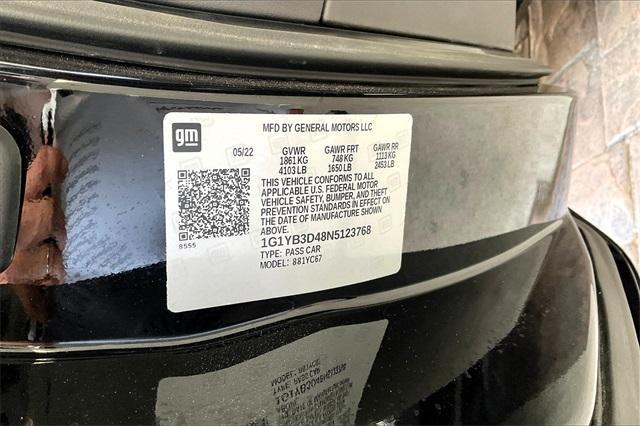 gm
MFD BY GENERAL MOTORS LLC
05/22 GVWR GAWR FRT GAWR RR
1861 KG 748 KG 1113 KG
4103 LB 1650 LB 2453 LB
THIS VEHICLE CONFORMS TO ALL
APPLICABLE U.S. FEDERAL MOTOR
VEHICLE SAFETY, BUMPER, AND THEFT
PREVENTION STANDARDS IN EFFECT ON
THE DATE OF MANUFACTURE SHOWN
ABOVE.
8555
1G1YB3D48N5123768
TYPE: PASS CAR
MODEL: 881YC67